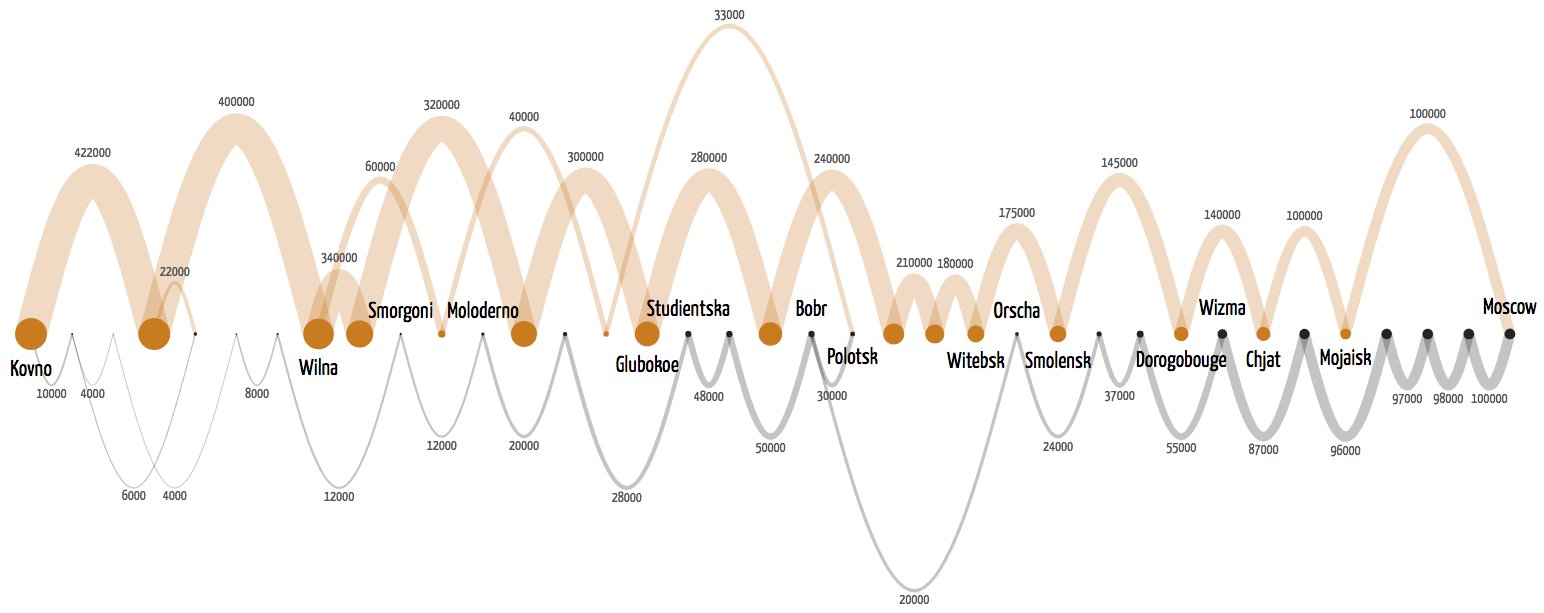 33000
400000
320000
100000
40000
422000
60000
300000
280000
240000
145000
175000
140000
100000
340000
22000
210000
180000
Smorgoni
Moloderno
Studientska
Bobr
Orscha
Wizma
Moscow
Kovno
Wilna
Glubokoe
Polotsk
Witebsk
Smolensk
Dorogobouge
Chjat
Mojaisk
10000
4000
8000
48000
30000
37000
97000
98000
100000
12000
20000
50000
24000
55000
87000
96000
6000
4000
12000
28000
20000